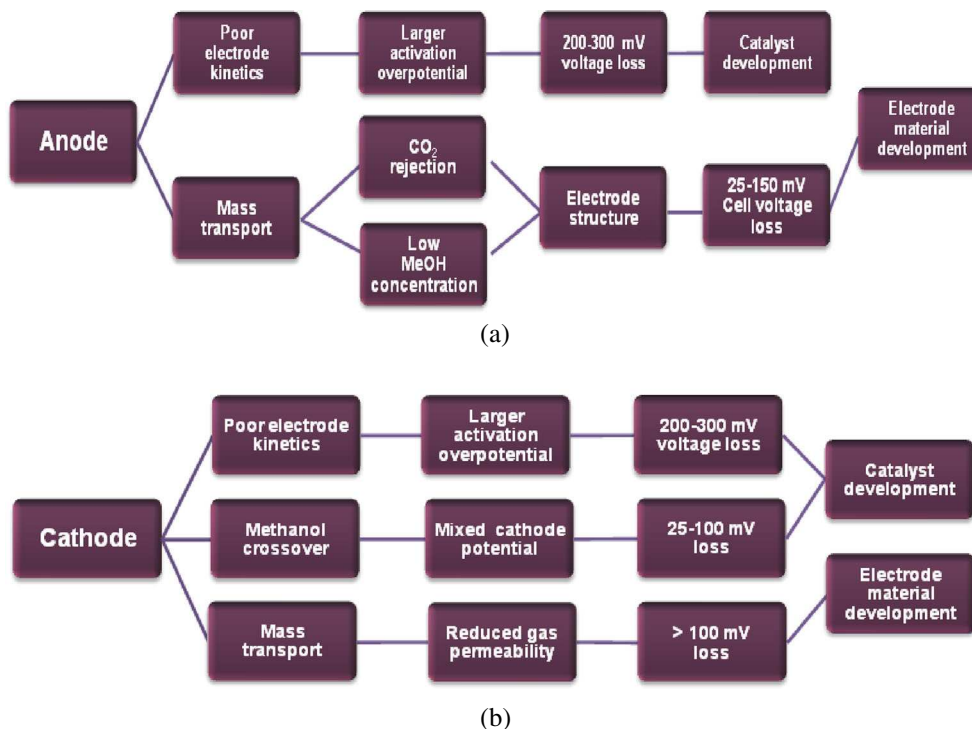 Poor
electrode
kinetics
Larger
activation
overpotential
200-300 mV
voltage loss
Catalyst
development
Anode
Mass
transport
CO₂
rejection
Low
MeOH
concentration
Electrode
structure
25-150 mV
Cell voltage
loss
Electrode
material
development
(a)
Poor electrode
kinetics
Larger
activation
overpotential
200-300 mV
voltage loss
Catalyst
development
Cathode
Methanol
crossover
Mixed cathode
potential
25-100 mV
loss
Mass
transport
Reduced gas
permeability
> 100 mV
loss
Electrode
material
development
(b)